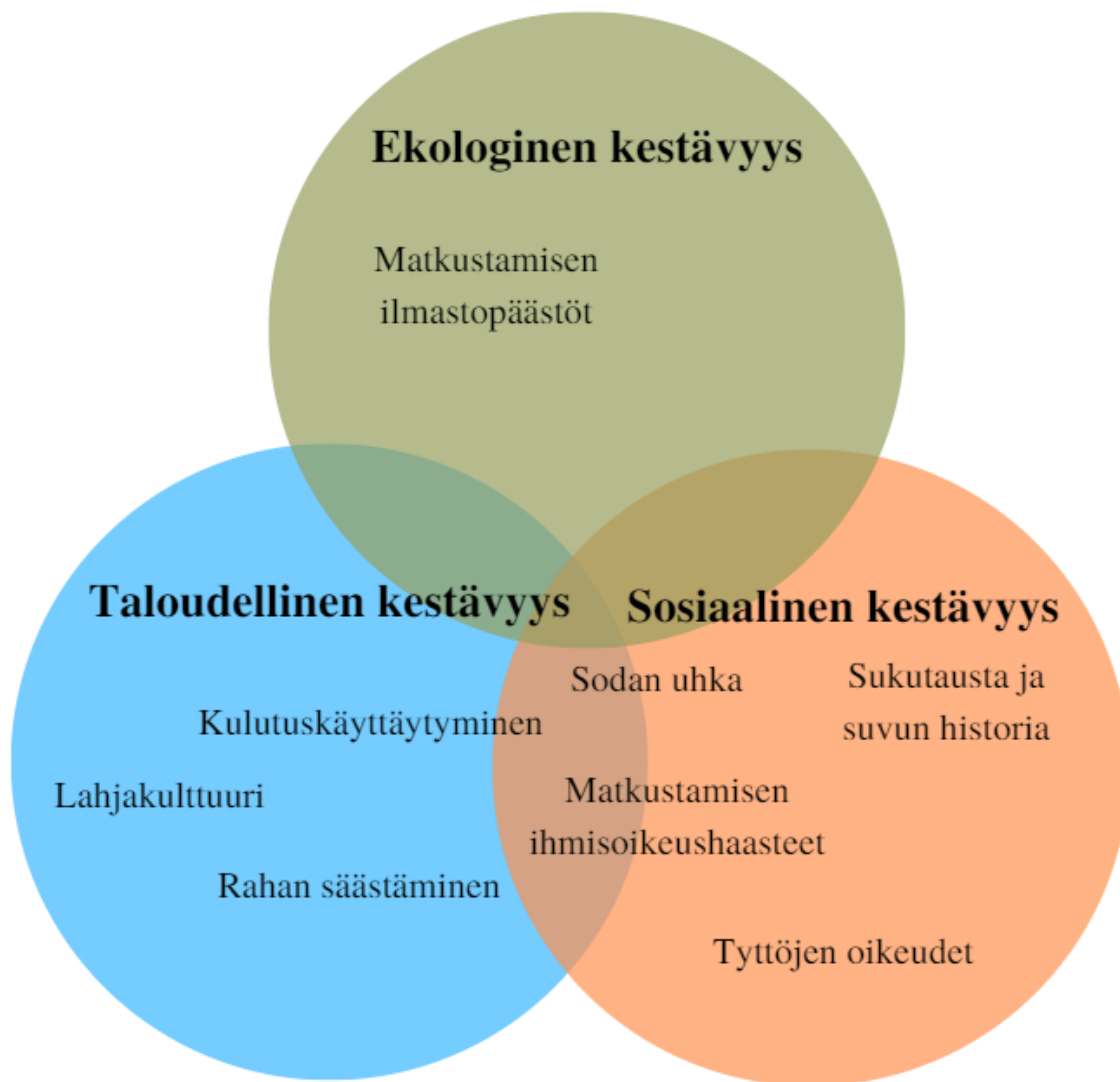 Ekologinen kestävyys
Matkustamisen
ilmastopäästöt
Taloudellinen kestävyys
Kulutuskäyttäytyminen
Lahjakulttuuri
Rahan säästäminen
Sosiaalinen kestävyys
Sodan uhka
Sukutausta ja
suvun historia
Matkustamisen
ihmisoikeushaasteet
Tyttöjen oikeudet